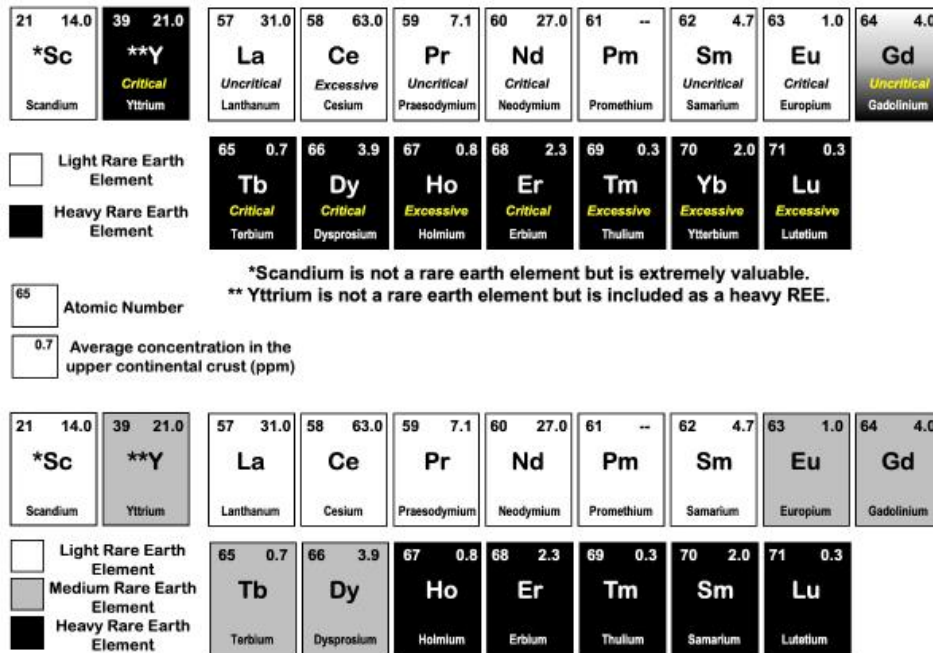 21 14.0 39 21.0 57 31.0 58 63.0 59 7.1 60 27.0 61 -- 62 4.7 63 1.0 64 4.0
*Sc **Y La Ce Pr Nd Pm Sm Eu Gd
Critical Uncritical Excessive Uncritical Critical Uncritical Critical Uncritical
Scandium Yttrium Lanthanum Cesium Praesodymium Neodymium Promethium Samarium Europium Gadolinium
65 0.7 66 3.9 67 0.8 68 2.3 69 0.3 70 2.0 71 0.3
Tb Dy Ho Er Tm Yb Lu
Critical Critical Excessive Critical Excessive Excessive Excessive
Terbium Dysprosium Holmium Erbium Thulium Ytterbium Lutetium
Light Rare Earth
Element
Heavy Rare Earth
Element
*Scandium is not a rare earth element but is extremely valuable.
** Yttrium is not a rare earth element but is included as a heavy REE.
65
Atomic Number
0.7
Average concentration in the
upper continental crust (ppm)
21 14.0 39 21.0 57 31.0 58 63.0 59 7.1 60 27.0 61 -- 62 4.7 63 1.0 64 4.0
*Sc **Y La Ce Pr Nd Pm Sm Eu Gd
Scandium Yttrium Lanthanum Cesium Praesodymium Neodymium Promethium Samarium Europium Gadolinium
65 0.7 66 3.9 67 0.8 68 2.3 69 0.3 70 2.0 71 0.3
Tb Dy Ho Er Tm Sm Lu
Terbium Dysprosium Holmium Erbium Thulium Samarium Lutetium
Light Rare Earth
Element
Medium Rare Earth
Element
Heavy Rare Earth
Element